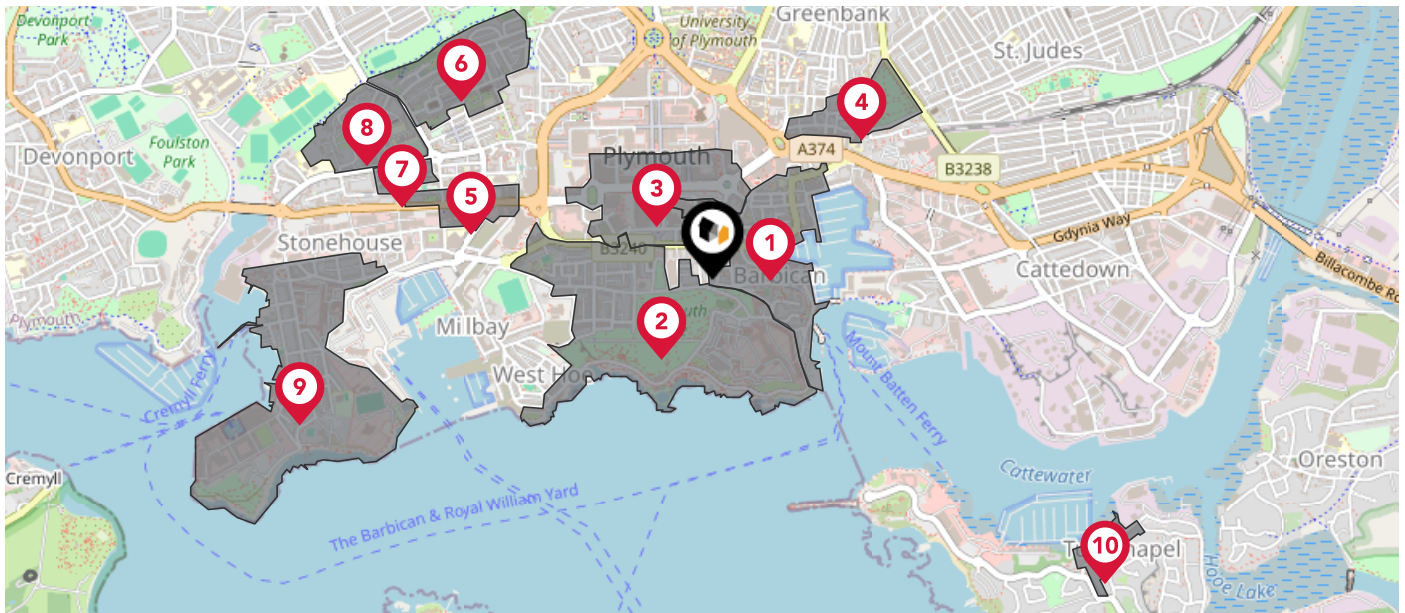 Devonport
Park
University
of Plymouth
Greenbank
St. Judes
6
4
8
A374
Devonport
Foulston
Park
Plymouth
7
3
B3238
5
Stonehouse
B3240
1
Barbican
Gdynia Way
Cattedown
Billacombe Ro
Plymouth
Millbay
2
West Hoe
Cremyll Ferry
9
Mount Batten Ferry
Cremyll
Cattewater
Oreston
The Barbican & Royal William Yard
10
Hooe Lake